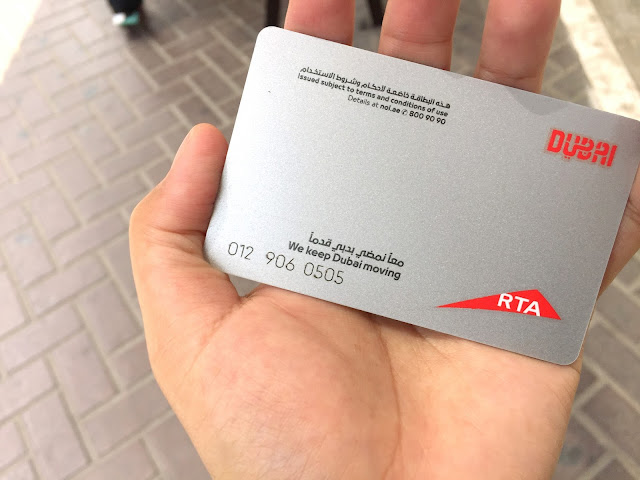 هذه البطاقة خاضعة لأحكام وشروط الاستخدام
Issued subject to terms and conditions of use
Details at nol.ae ✆ 800 90 90
DUBAI
معاً نمضي بدبي قدماً
We keep Dubai moving
012 906 0505
RTA